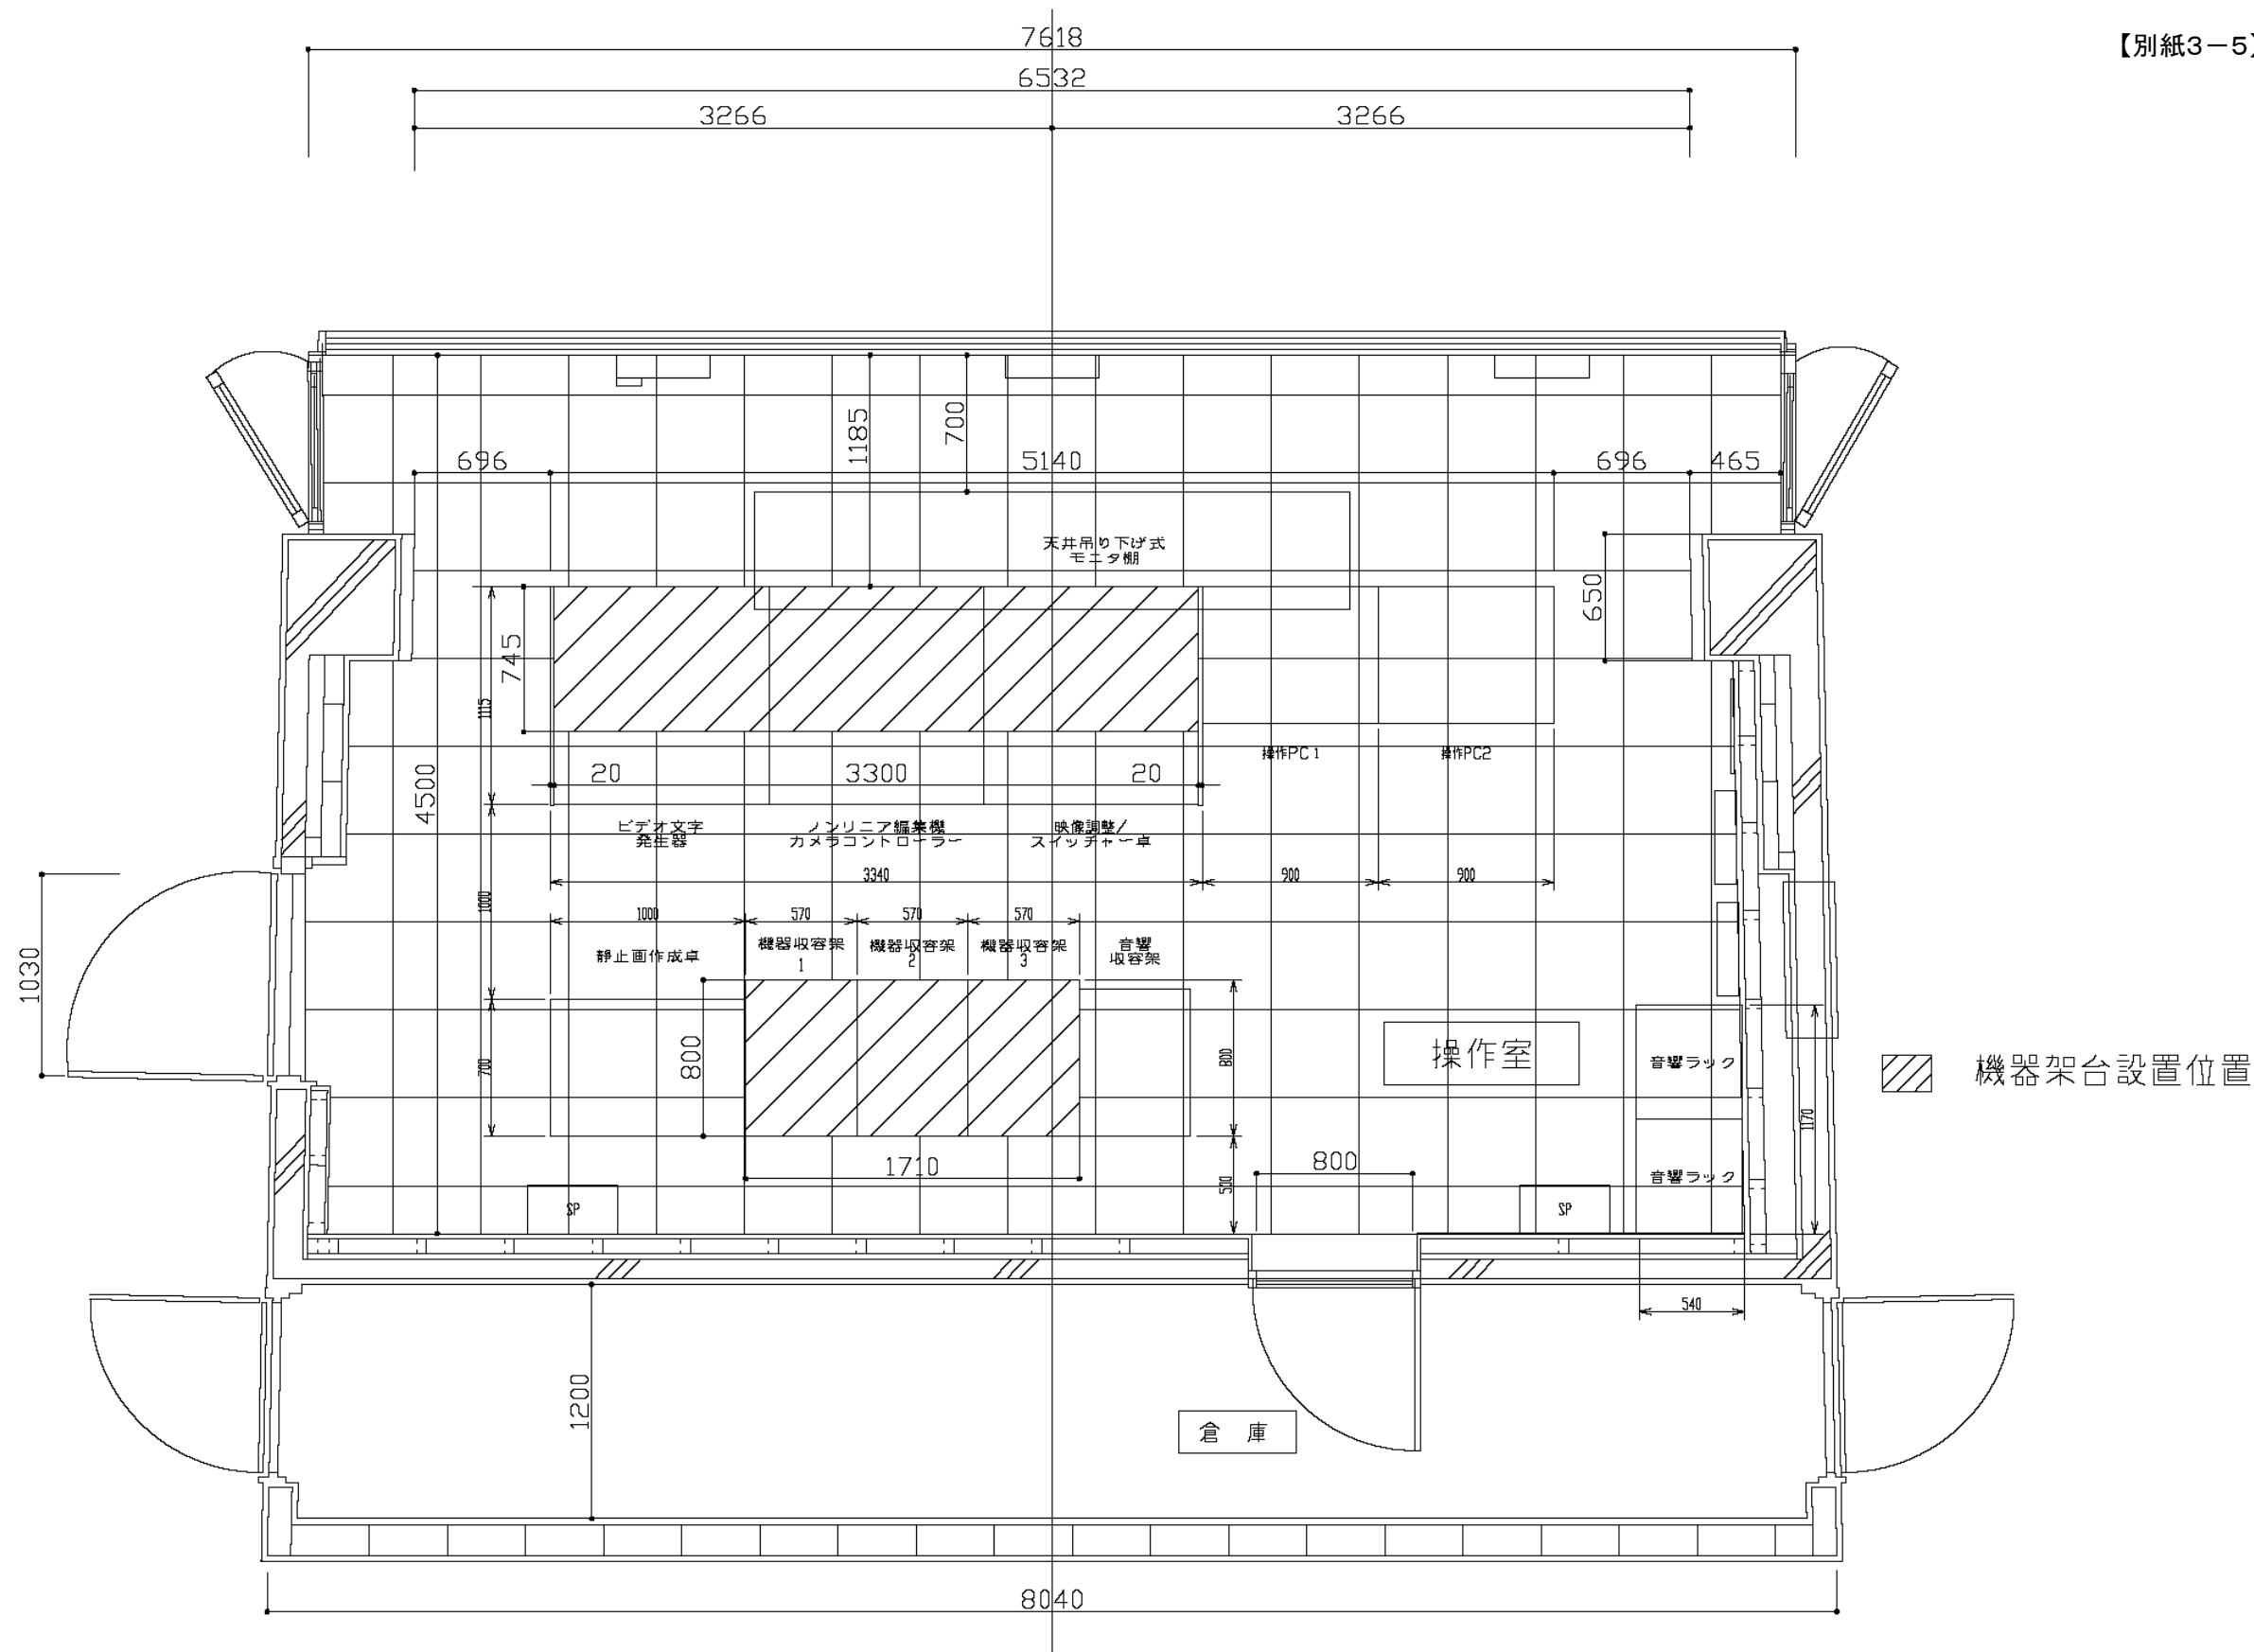 【別紙3－5】
7618
6532
3266
3266
1185
700
696
5140
696
465
天井吊り下げ式
モニタ棚
650
745
1115
4500
操作PC1
操作PC2
20
3300
20
ビデオ文字
発生器
ノンリニア編集機
カメラコントローラー
映像調整/
スイッチャー卓
3340
900
900
1000
1000
570
570
570
静止画作成卓
機器収容架
1
機器収容架
2
機器収容架
3
音響
収容架
1030
700
800
800
操作室
音響ラック
機器架台設置位置
1170
1710
800
500
音響ラック
SP
SP
540
1200
倉 庫
8040